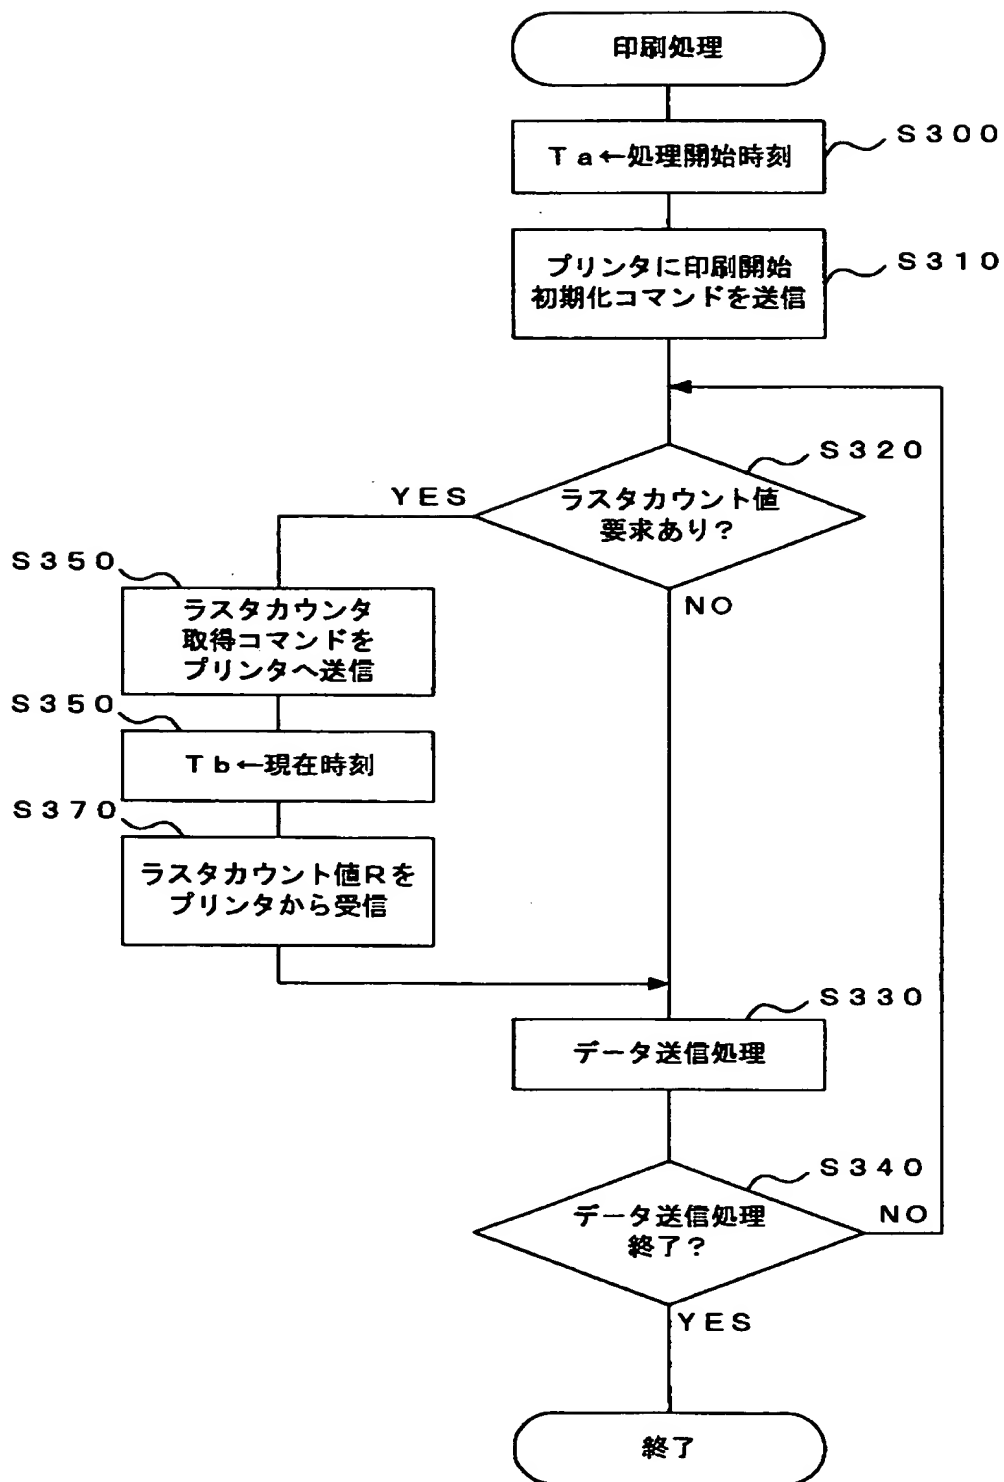 印刷処理
Ｔａ←処理開始時刻
Ｓ３００
プリンタに印刷開始
初期化コマンドを送信
Ｓ３１０
Ｓ３２０
ラスタカウント値
要求あり？
ＹＥＳ
ＮＯ
Ｓ３５０
ラスタカウンタ
取得コマンドを
プリンタへ送信
Ｓ３５０
Ｔｂ←現在時刻
Ｓ３７０
ラスタカウント値Ｒを
プリンタから受信
Ｓ３３０
データ送信処理
Ｓ３４０
データ送信処理
終了？
ＮＯ
ＹＥＳ
終了